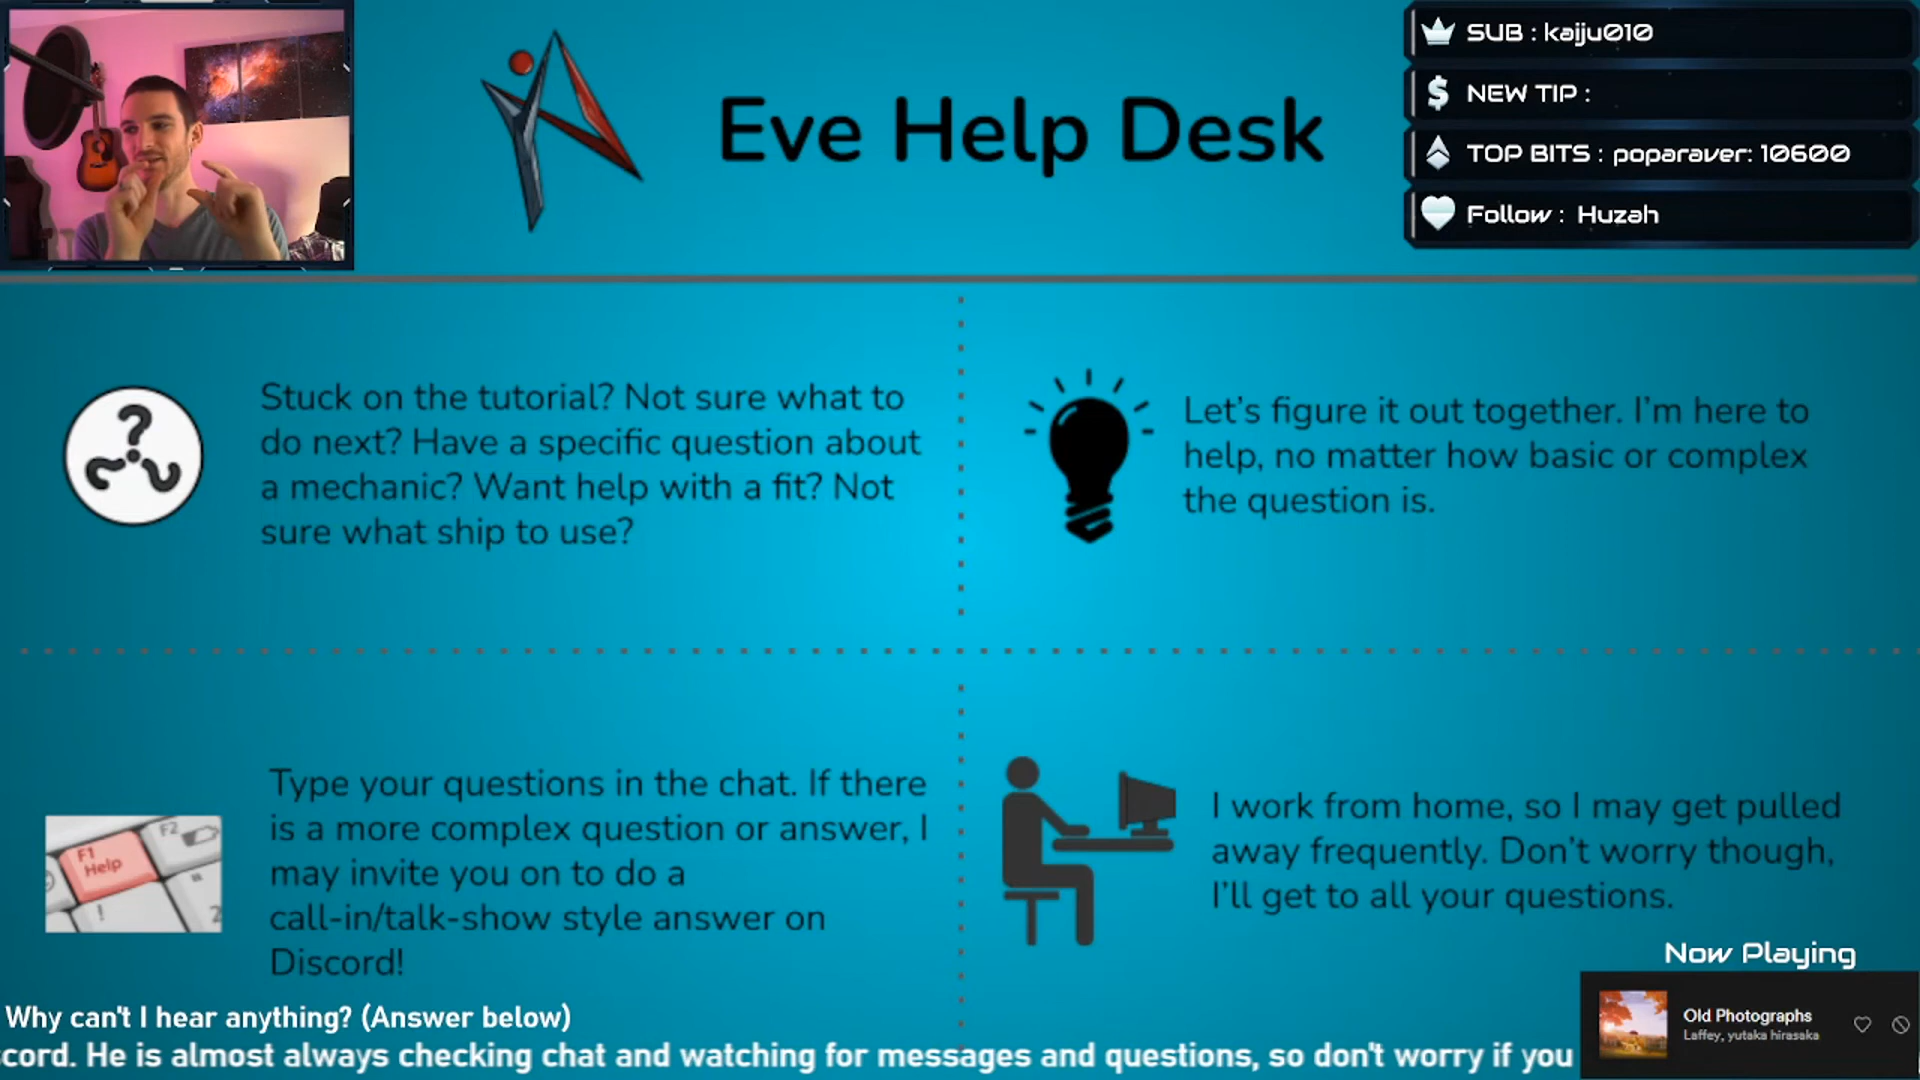 Eve Help Desk
SUB : kaiju010
NEW TIP :
TOP BITS : poparaver: 10600
Follow : Huzah
Stuck on the tutorial? Not sure what to
do next? Have a specific question about
a mechanic? Want help with a fit? Not
sure what ship to use?
Let's figure it out together. I'm here to
help, no matter how basic or complex
the question is.
F1
Help
F2
!
2
Type your questions in the chat. If there
is a more complex question or answer, I
may invite you on to do a
call-in/talk-show style answer on
Discord!
I work from home, so I may get pulled
away frequently. Don't worry though,
I'll get to all your questions.
Now Playing
Old Photographs
Laffey, yutaka hirasaka
Why can't I hear anything? (Answer below)
cord. He is almost always checking chat and watching for messages and questions, so don't worry if you